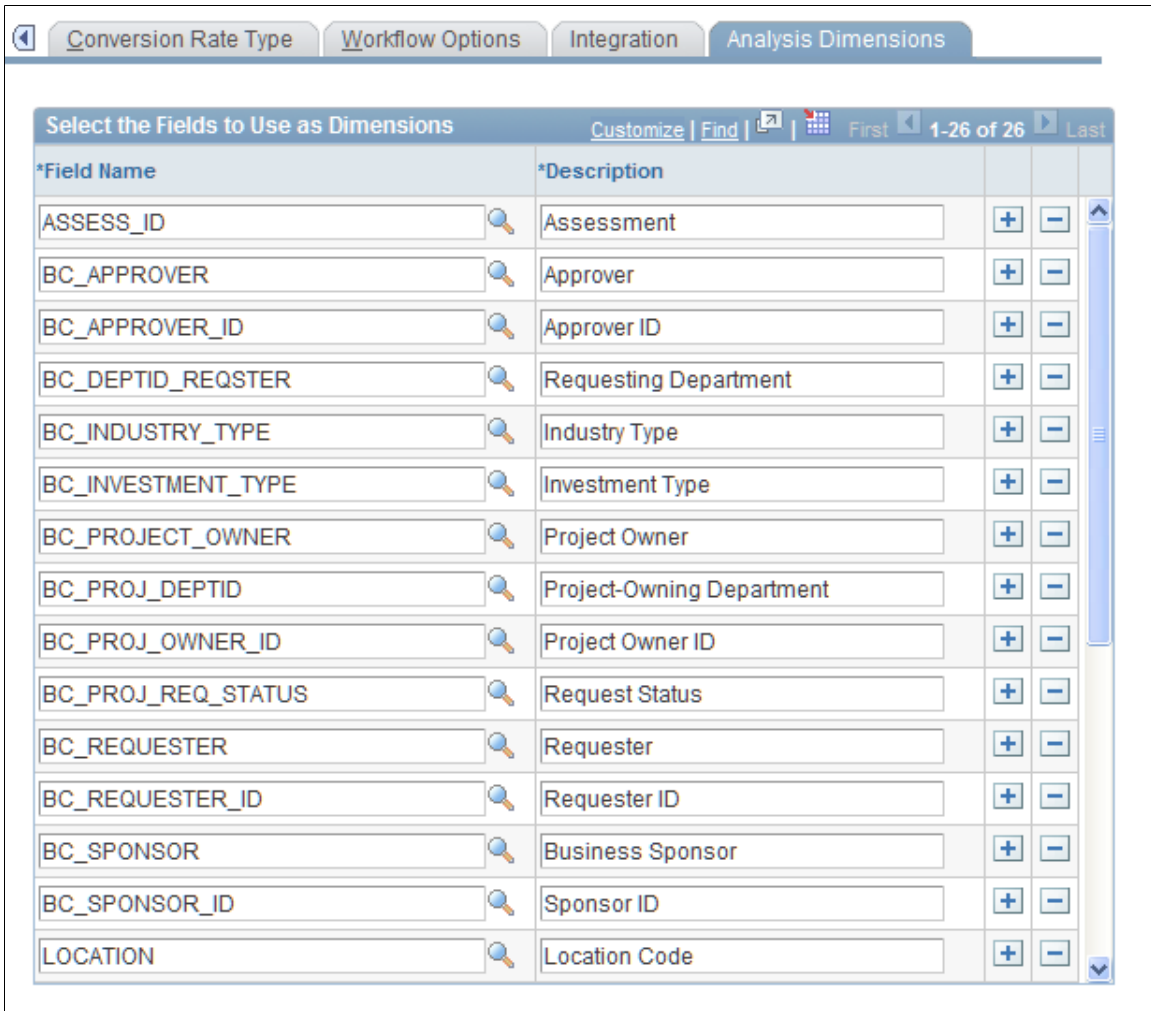 Conversion Rate Type Workflow Options Integration Analysis Dimensions
Select the Fields to Use as Dimensions Customize | Find | | First 1-26 of 26 Last
*Field Name *Description
ASSESS_ID Assessment
BC_APPROVER Approver
BC_APPROVER_ID Approver ID
BC_DEPTID_REQSTER Requesting Department
BC_INDUSTRY_TYPE Industry Type
BC_INVESTMENT_TYPE Investment Type
BC_PROJECT_OWNER Project Owner
BC_PROJ_DEPTID Project-Owning Department
BC_PROJ_OWNER_ID Project Owner ID
BC_PROJ_REQ_STATUS Request Status
BC_REQUESTER Requester
BC_REQUESTER_ID Requester ID
BC_SPONSOR Business Sponsor
BC_SPONSOR_ID Sponsor ID
LOCATION Location Code